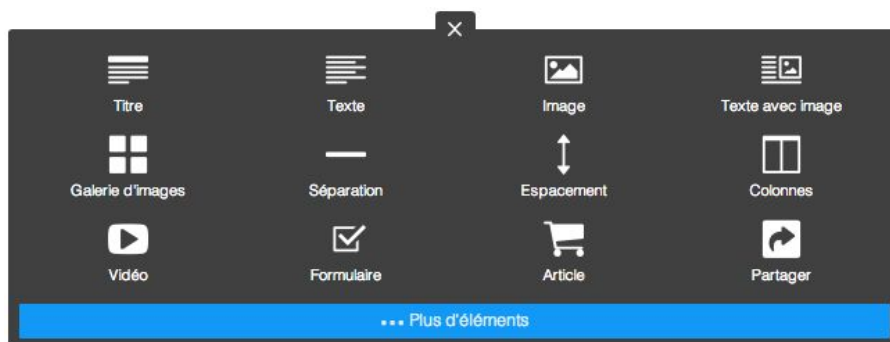 Titre
Texte
Image
Texte avec image
Galerie d'images
Séparation
Espacement
Colonnes
Vidéo
Formulaire
Article
Partager
Plus d'éléments